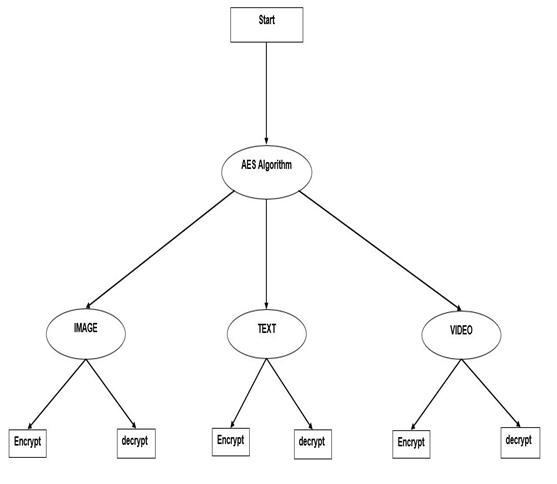 Start
AES Algorithm
IMAGE
TEXT
VIDEO
Encrypt
decrypt
Encrypt
decrypt
Encrypt
decrypt